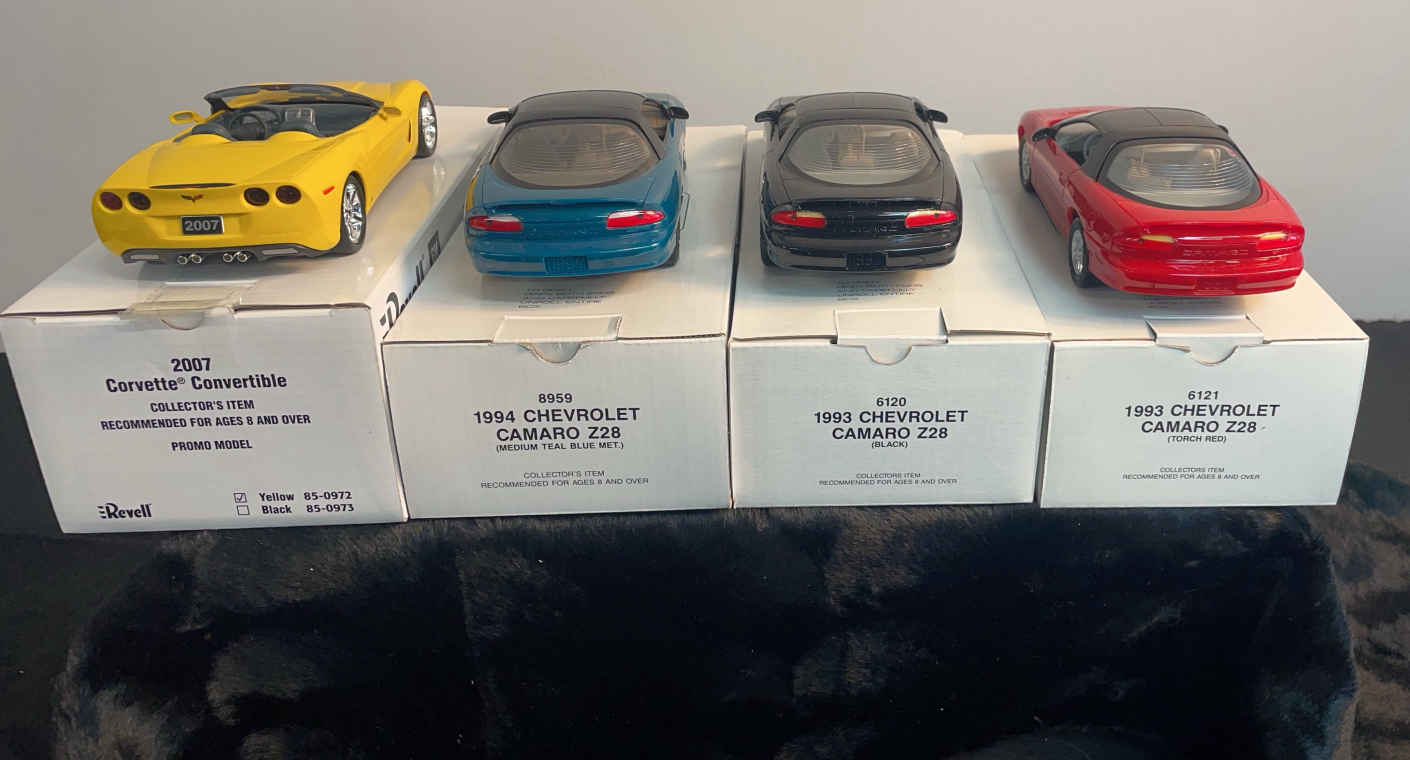 2007
2007
Corvette® Convertible
COLLECTOR'S ITEM
RECOMMENDED FOR AGES 8 AND OVER
PROMO MODEL
Revell
☑ Yellow 85-0972
☐ Black 85-0973
8959
1994 CHEVROLET
CAMARO Z28
(MEDIUM TEAL BLUE MET.)
COLLECTOR'S ITEM
RECOMMENDED FOR AGES 8 AND OVER
6120
1993 CHEVROLET
CAMARO Z28
(BLACK)
COLLECTORS ITEM
RECOMMENDED FOR AGES 8 AND OVER
6121
1993 CHEVROLET
CAMARO Z28
(TORCH RED)
COLLECTORS ITEM
RECOMMENDED FOR AGES 8 AND OVER